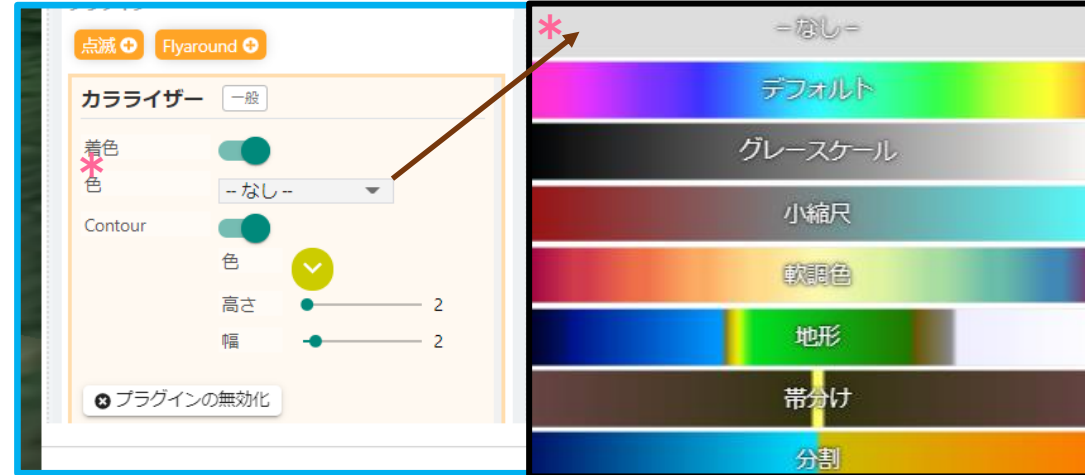 点滅
Flyaround
カラライザー 一般
着色
*
色 -- なし --
Contour
色
高さ 2
幅 2
プラグインの無効化
*
－なし－
デフォルト
グレースケール
小縮尺
軟調色
地形
帯分け
分割